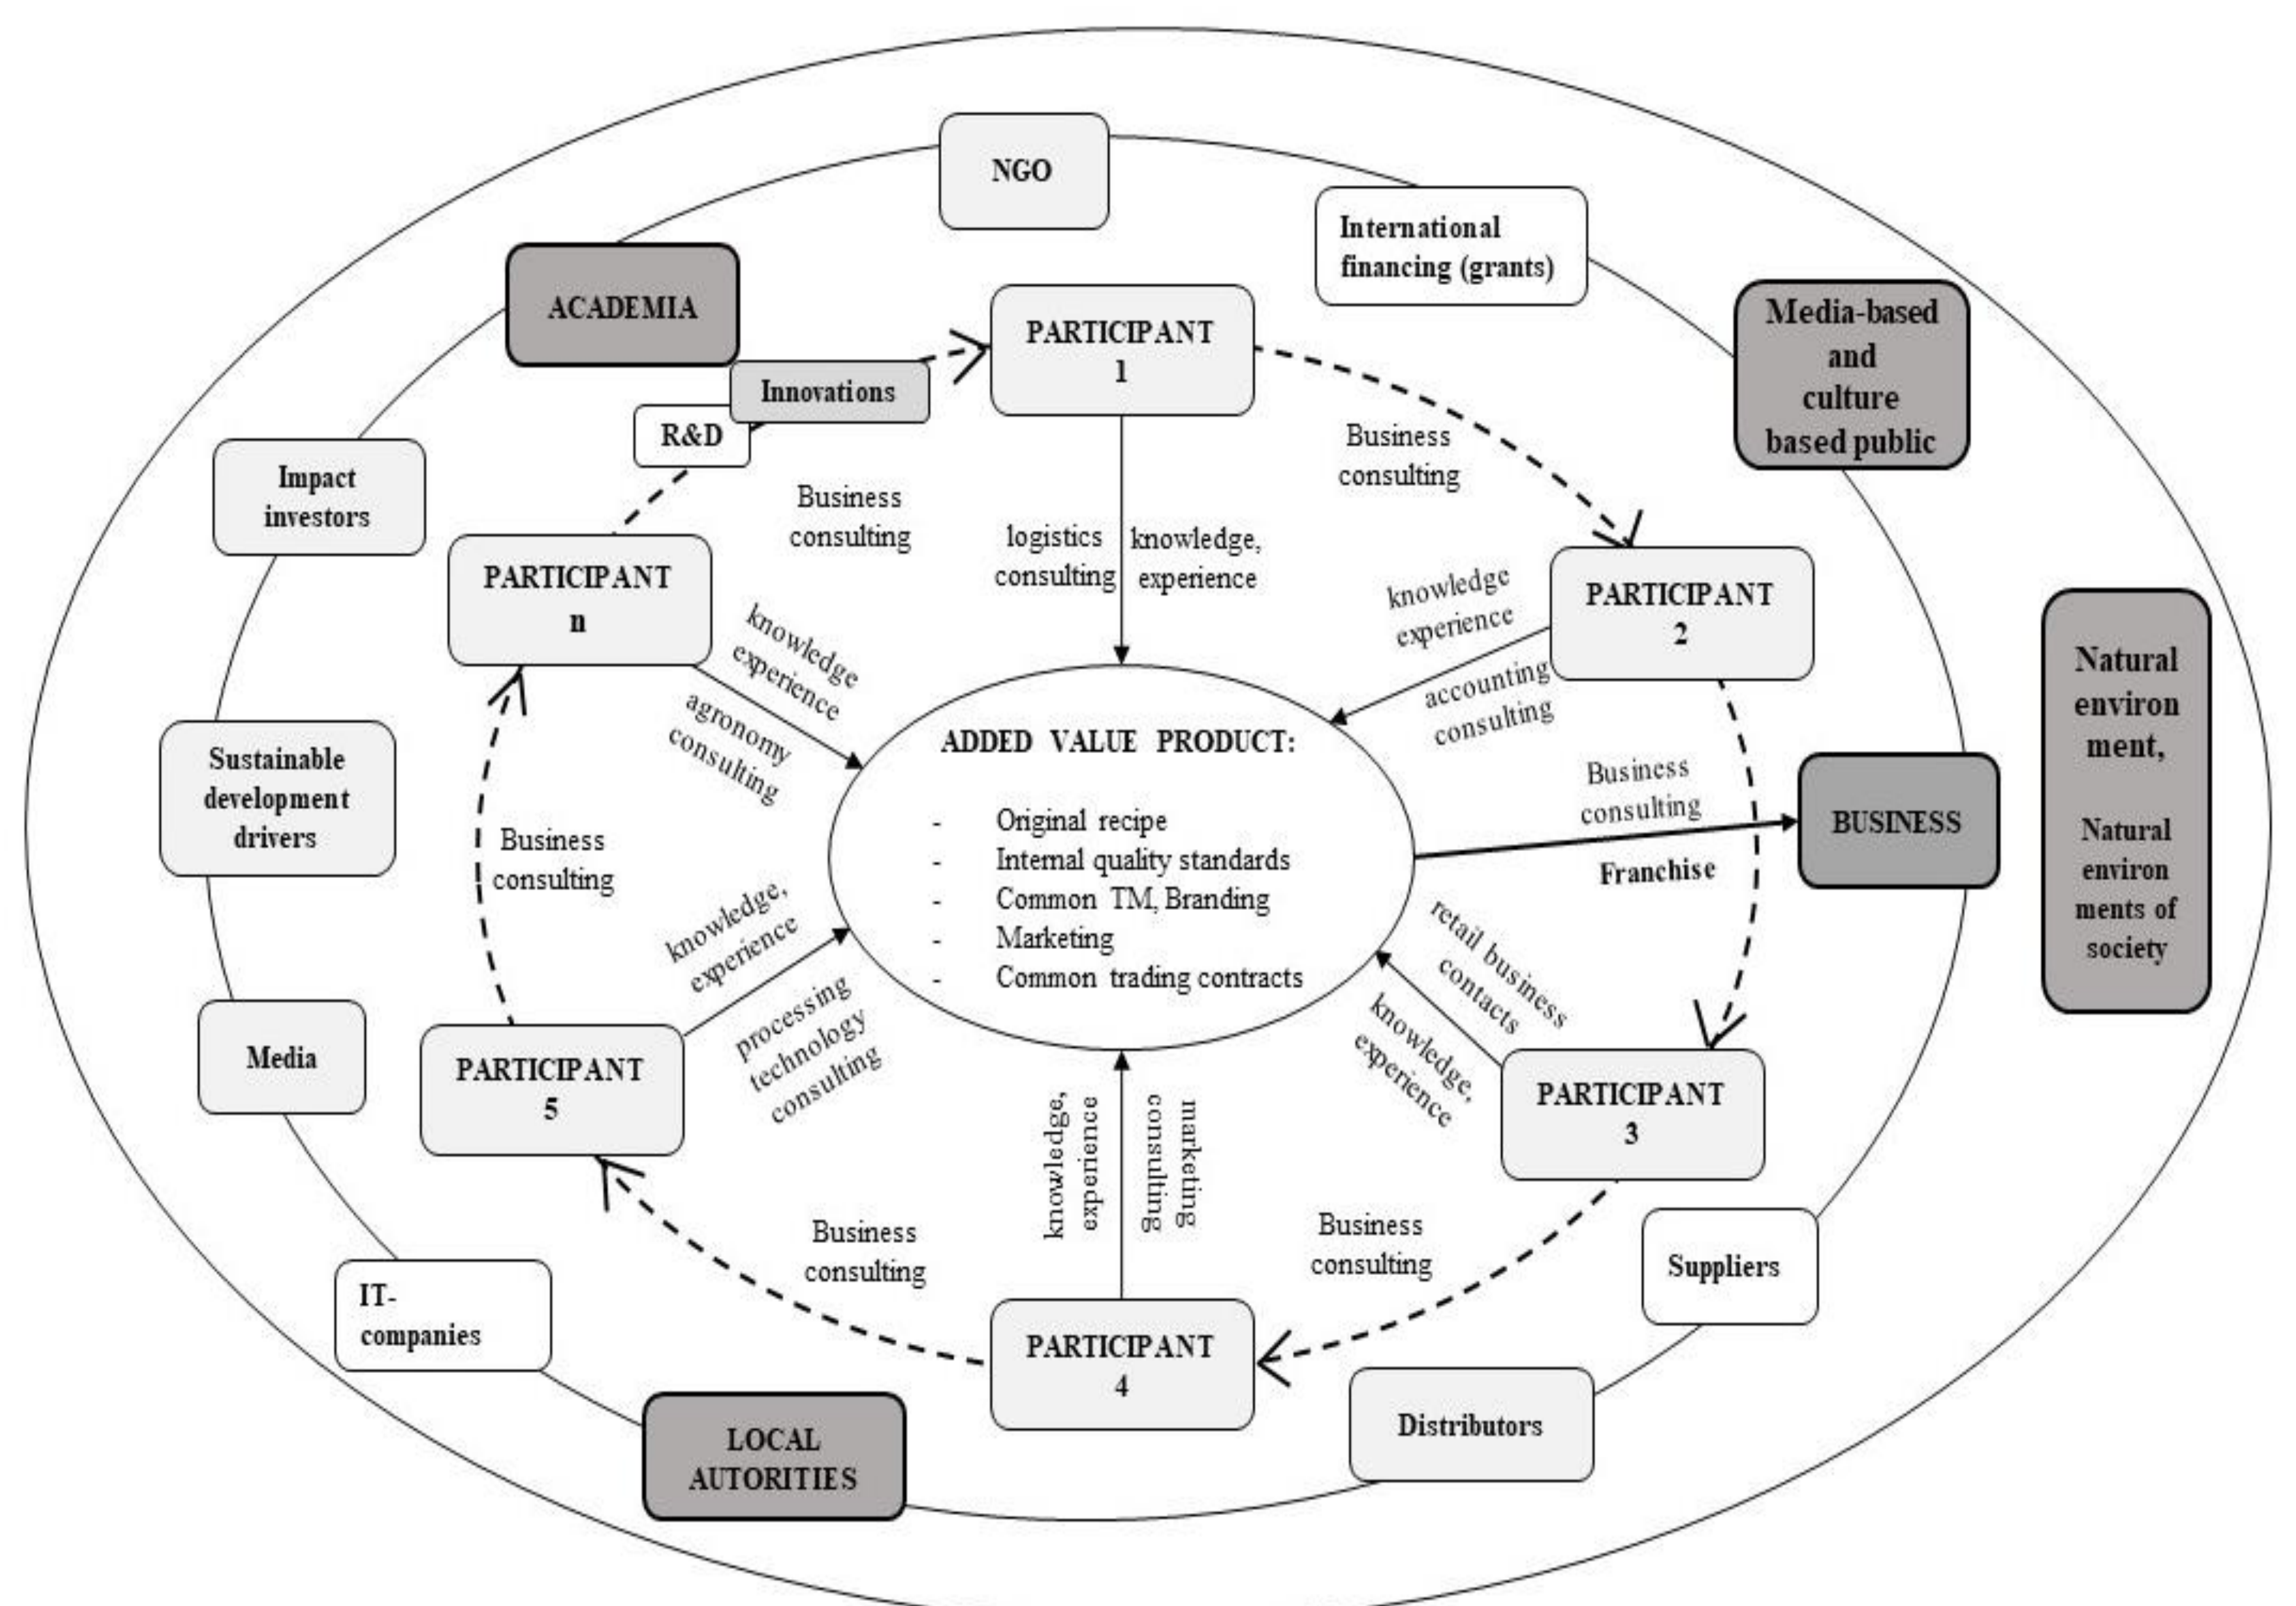 NGO
International
financing (grants)
ACADEMIA
Media-based
and
culture
based public
PARTICIPANT
1
Innovations
R&D
Business
consulting
Impact
investors
Business
consulting
logistics
consulting
knowledge,
experience
PARTICIPANT
n
knowledge
experience
PARTICIPANT
2
knowledge
experience
agronomy
consulting
accounting
consulting
Natural
environ
ment,
Natural
environ
ments of
society
Sustainable
development
drivers
ADDED VALUE PRODUCT:
- Original recipe
- Internal quality standards
- Common TM, Branding
- Marketing
- Common trading contracts
Business
consulting
Franchise
BUSINESS
Business
consulting
knowledge,
experience
processing
technology
consulting
retail business
contacts
knowledge,
experience
Media
PARTICIPANT
5
PARTICIPANT
3
knowledge,
experience
marketing
consulting
Business
consulting
Business
consulting
Suppliers
IT-
companies
PARTICIPANT
4
Distributors
LOCAL
AUTORITIES